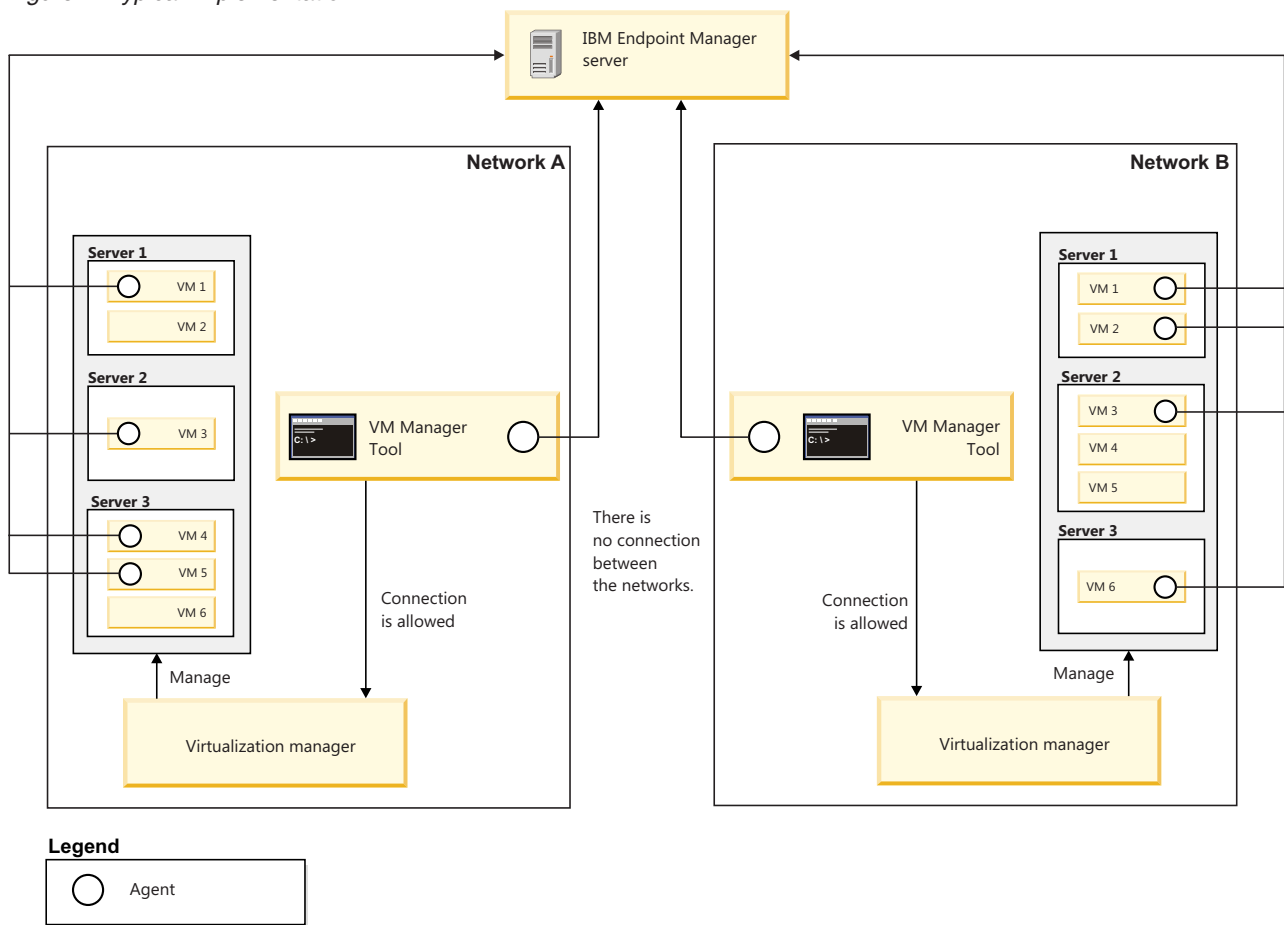 IBM Endpoint Manager
server
Network A
Server 1
VM 1
VM 2
Server 2
VM 3
Server 3
VM 4
VM 5
VM 6
C:\>
VM Manager
Tool
Connection
is allowed
Manage
Virtualization manager
There is
no connection
between
the networks.
Network B
C:\>
VM Manager
Tool
Connection
is allowed
Server 1
VM 1
VM 2
Server 2
VM 3
VM 4
VM 5
Server 3
VM 6
Manage
Virtualization manager
Legend
Agent